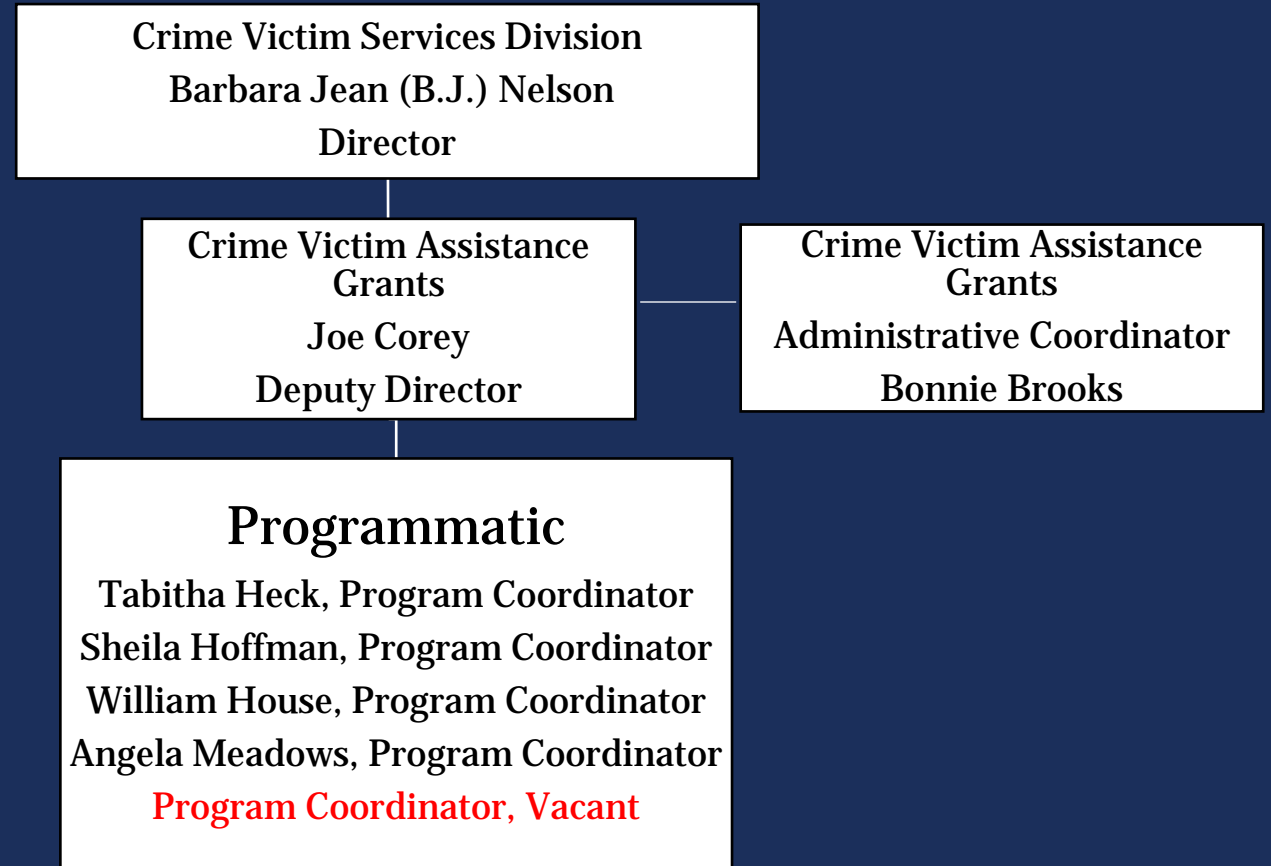 Crime Victim Services Division
Barbara Jean (B.J.) Nelson
Director
Crime Victim Assistance
Grants
Joe Corey
Deputy Director
Crime Victim Assistance
Grants
Administrative Coordinator
Bonnie Brooks
Programmatic
Tabitha Heck, Program Coordinator
Sheila Hoffman, Program Coordinator
William House, Program Coordinator
Angela Meadows, Program Coordinator
Program Coordinator, Vacant